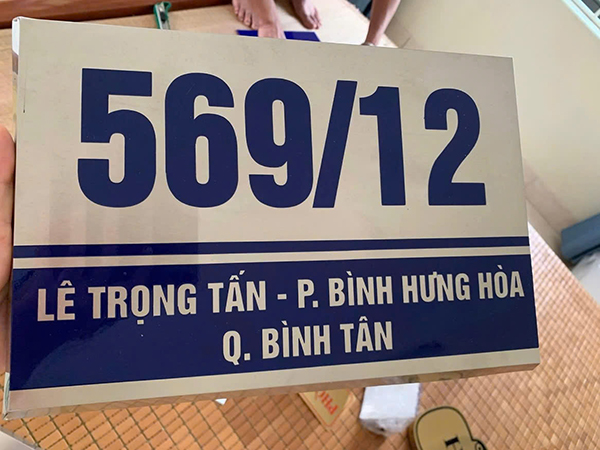 569/12
LÊ TRỌNG TẤN - P. BÌNH HƯNG HÒA
Q. BÌNH TÂN